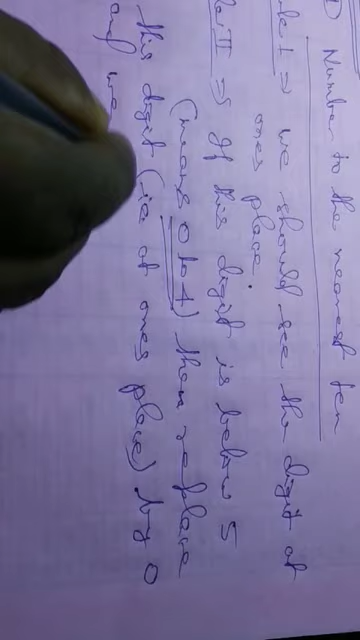 1) Number to the nearest ten
Rule I ⇒ we should see the digit at
ones place.
Rule II ⇒ If this digit is below 5
(means 0 to 4) then replace
this digit (ie at ones place) by 0
and we